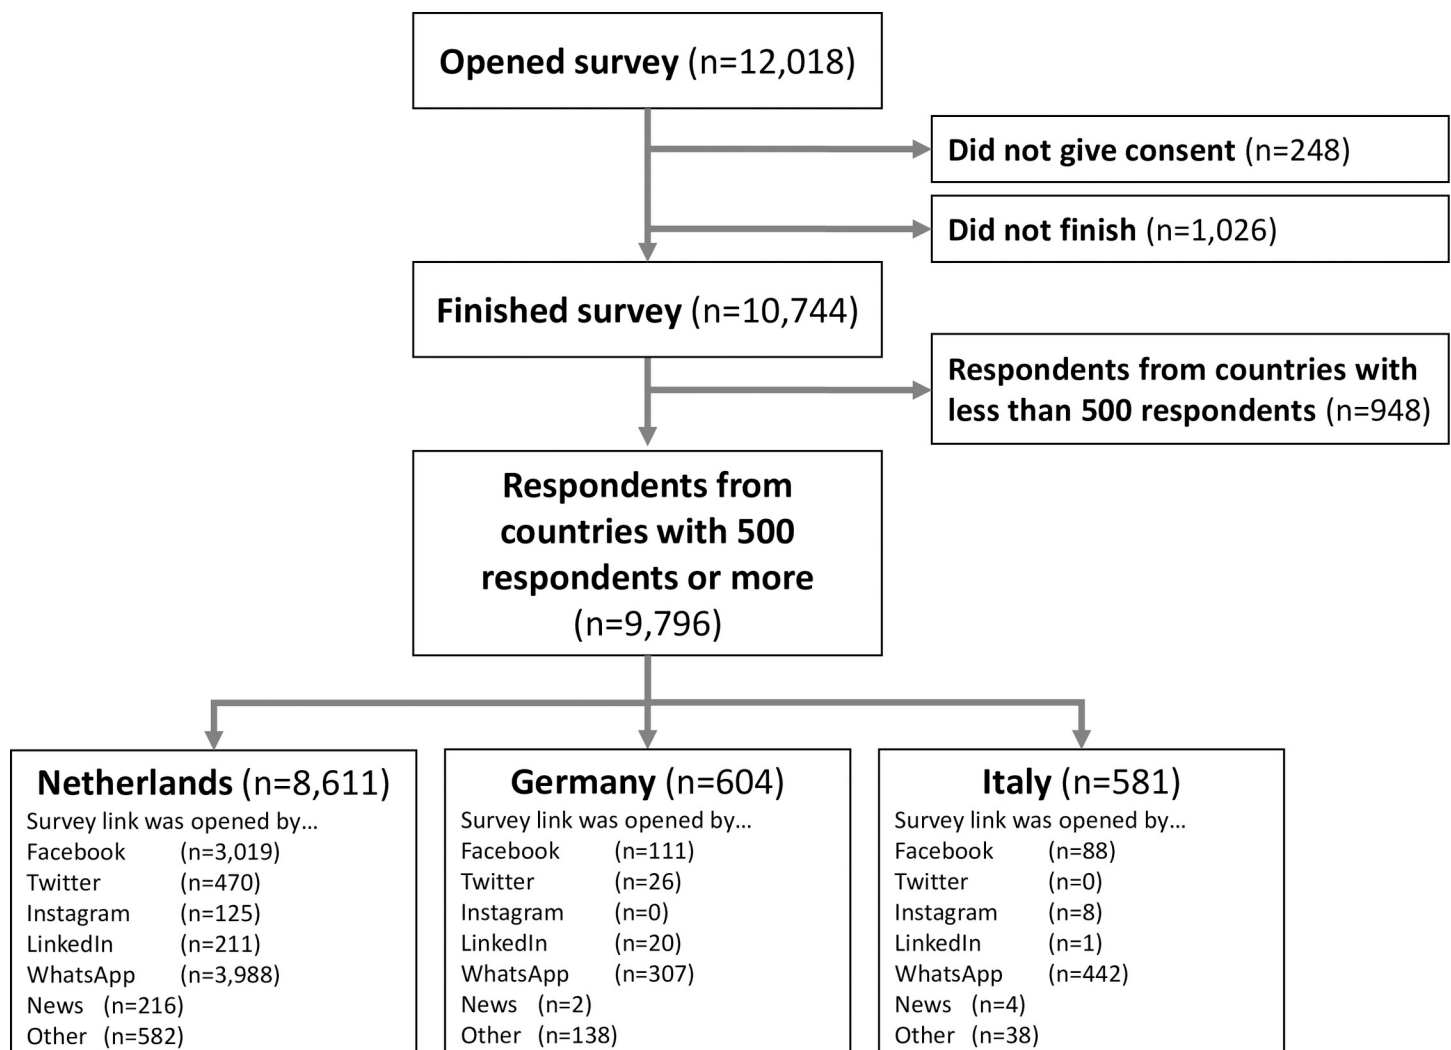 Opened survey (n=12,018)
Did not give consent (n=248)
Did not finish (n=1,026)
Finished survey (n=10,744)
Respondents from countries with
less than 500 respondents (n=948)
Respondents from
countries with 500
respondents or more
(n=9,796)
Netherlands (n=8,611)
Survey link was opened by...
Facebook (n=3,019)
Twitter (n=470)
Instagram (n=125)
LinkedIn (n=211)
WhatsApp (n=3,988)
News (n=216)
Other (n=582)
Germany (n=604)
Survey link was opened by...
Facebook (n=111)
Twitter (n=26)
Instagram (n=0)
LinkedIn (n=20)
WhatsApp (n=307)
News (n=2)
Other (n=138)
Italy (n=581)
Survey link was opened by...
Facebook (n=88)
Twitter (n=0)
Instagram (n=8)
LinkedIn (n=1)
WhatsApp (n=442)
News (n=4)
Other (n=38)